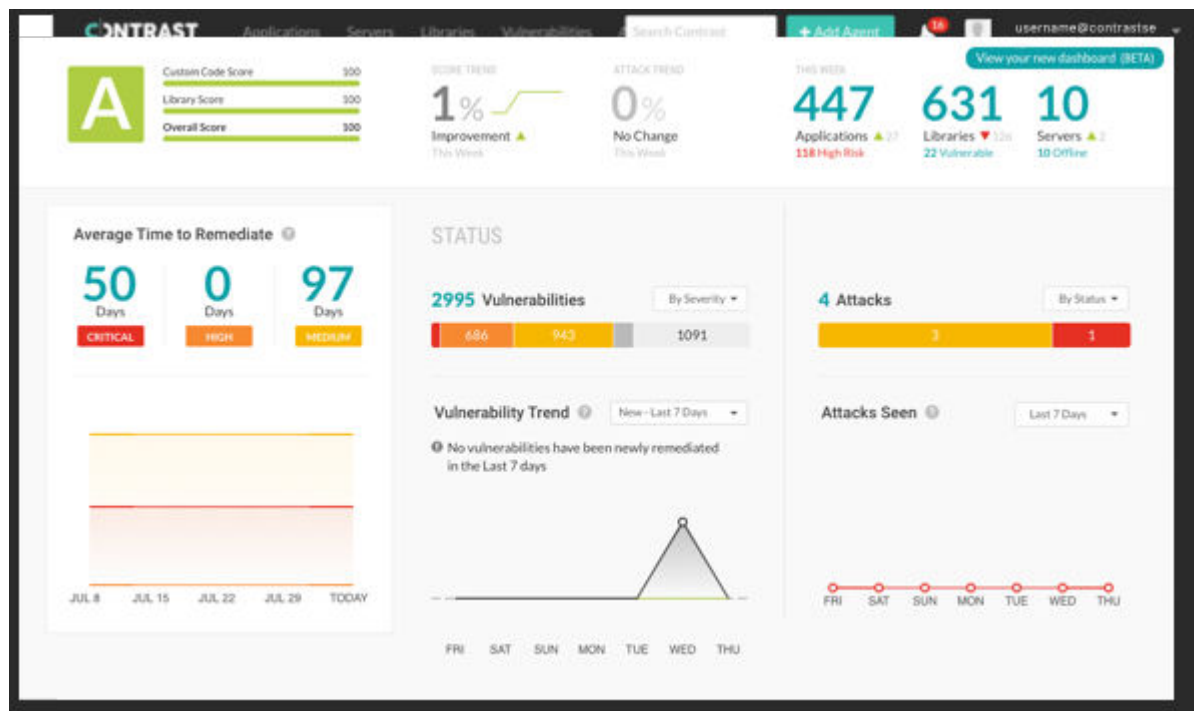 CONTRAST Applications Servers Libraries Vulnerabilities Search Contrast + Add Agent 16 username@contrastse
View your new dashboard (BETA)
A
Custom Code Score 100
Library Score 100
Overall Score 100
SCORE TREND
1%
Improvement
This Week
ATTACK TREND
0%
No Change
This Week
THIS WEEK
447
Applications 27
118 High Risk
631
Libraries 126
22 Vulnerable
10
Servers 2
10 Offline
Average Time to Remediate
50 0 97
Days Days Days
CRITICAL HIGH MEDIUM
JUL 8 JUL 15 JUL 22 JUL 29 TODAY
STATUS
2995 Vulnerabilities By Severity
686 943 1091
Vulnerability Trend New - Last 7 Days
No vulnerabilities have been newly remediated
in the Last 7 days
FRI SAT SUN MON TUE WED THU
4 Attacks By Status
3 1
Attacks Seen Last 7 Days
FRI SAT SUN MON TUE WED THU